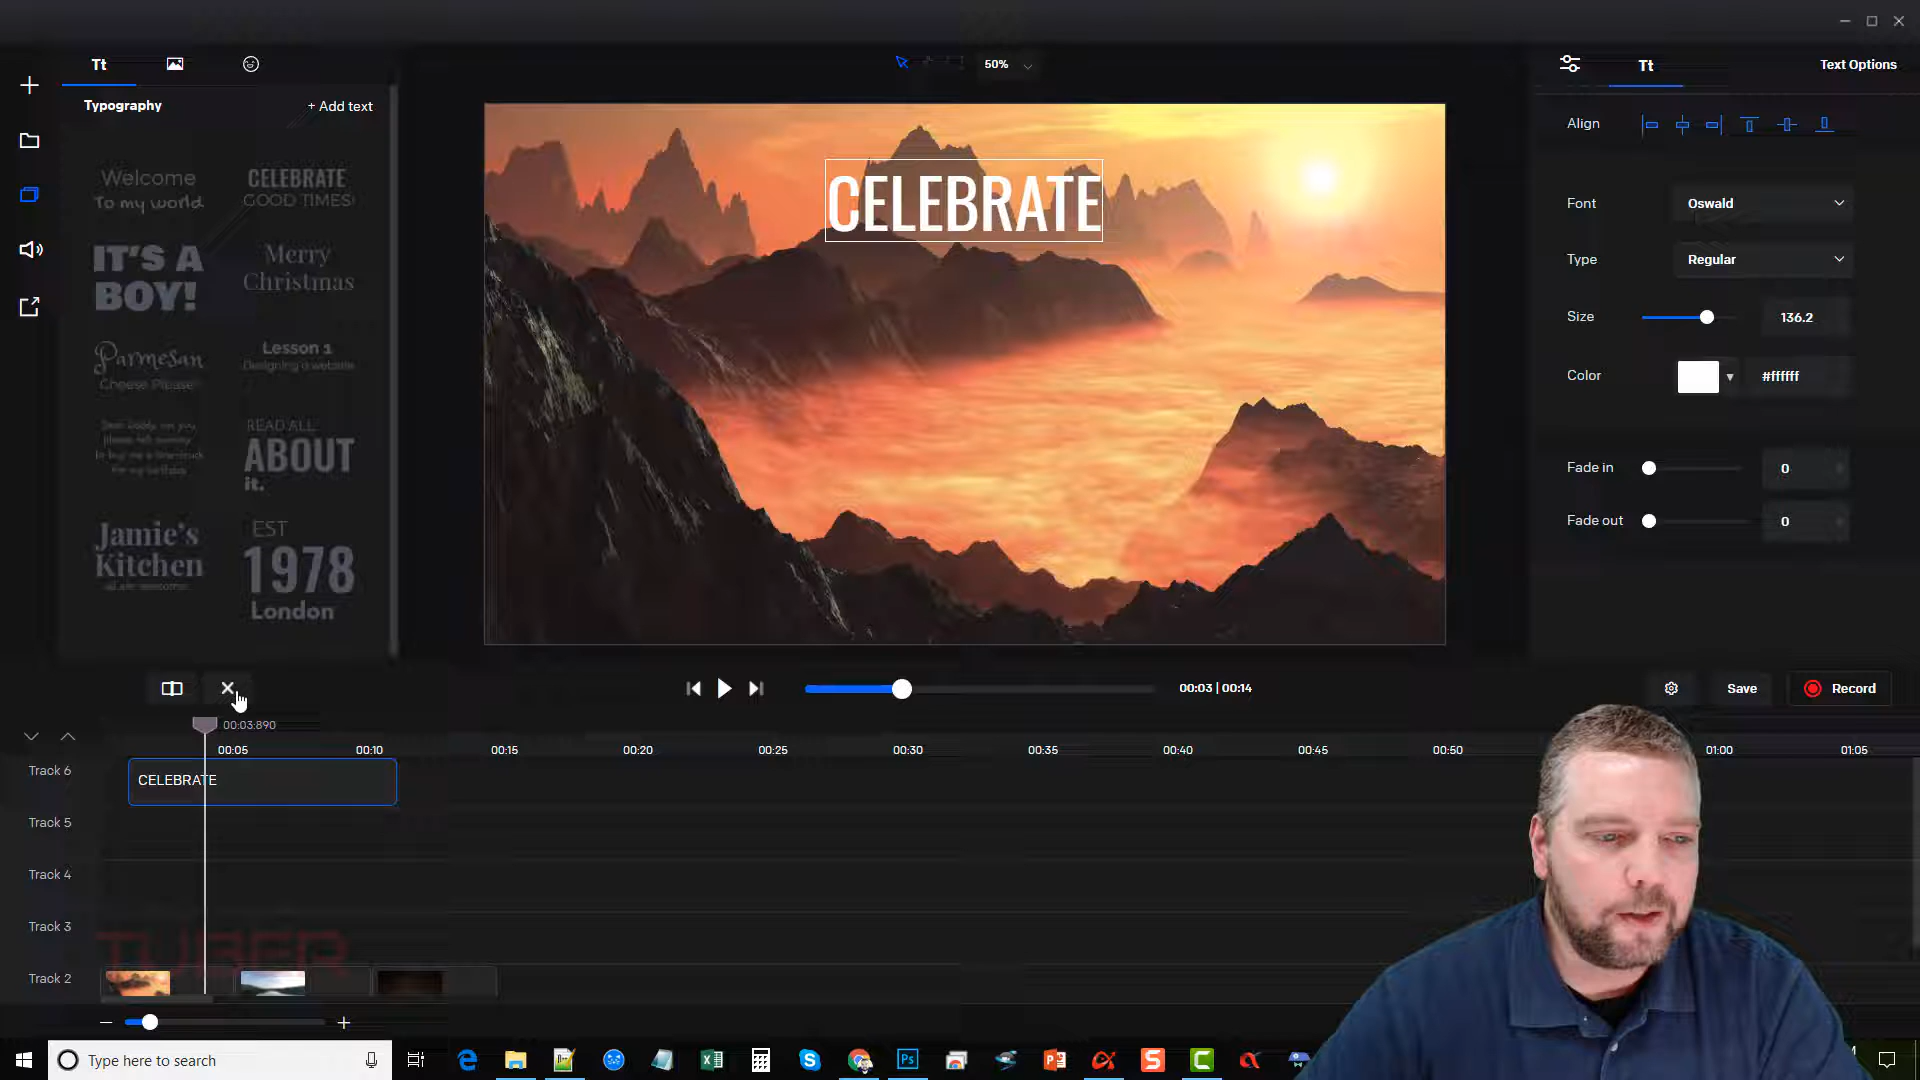 Tt
50%
Tt
Text Options
Typography
+ Add text
Welcome
To my world
CELEBRATE
GOOD TIMES!
IT'S A
BOY!
Merry
Christmas
Parmesan
Cheese Please
Lesson 1
Designing a website
READ ALL
ABOUT
it.
Jamie's
Kitchen
EST
1978
London
CELEBRATE
Align
Font
Oswald
Type
Regular
Size
136.2
Color
#ffffff
Fade in
0
Fade out
0
00:03 | 00:14
Save
Record
00:03:890
00:05
00:10
00:15
00:20
00:25
00:30
00:35
00:40
00:45
00:50
01:00
01:05
Track 6
CELEBRATE
Track 5
Track 4
Track 3
TUBER
Track 2
Type here to search